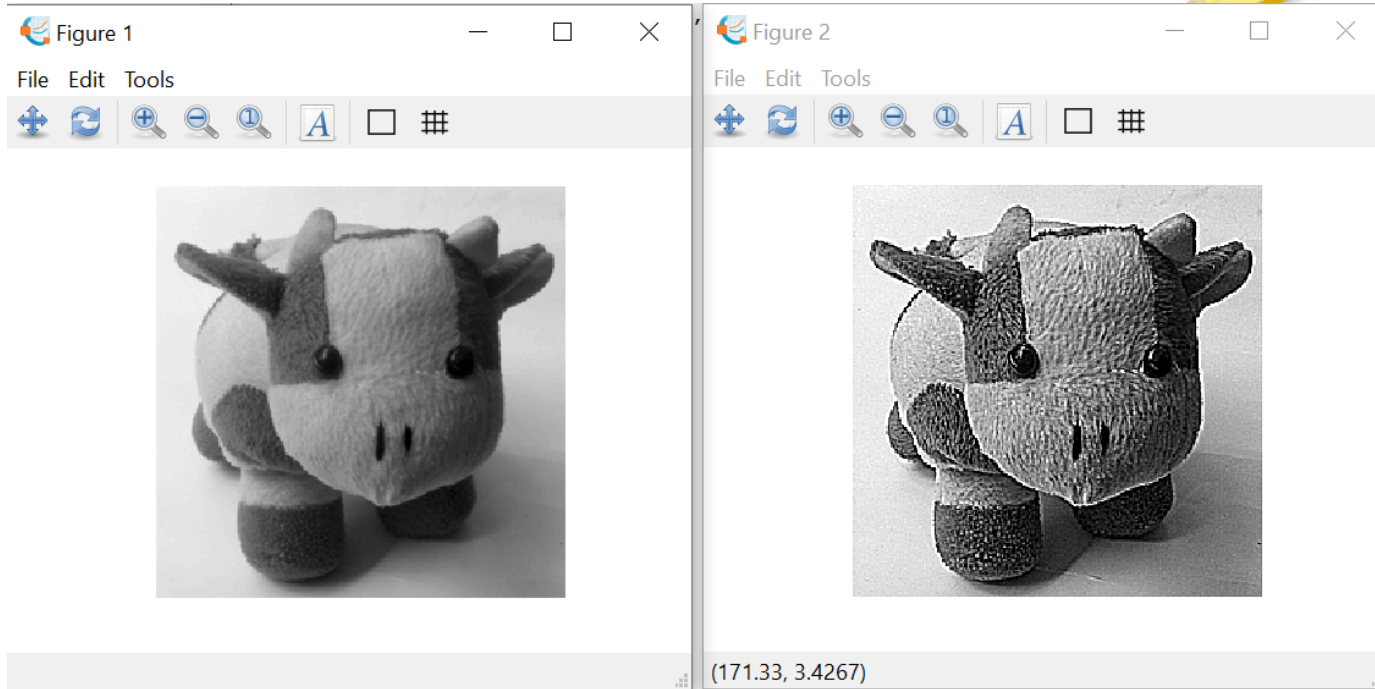 Figure 1
File Edit Tools
A
,
Figure 2
File Edit Tools
A
(171.33, 3.4267)